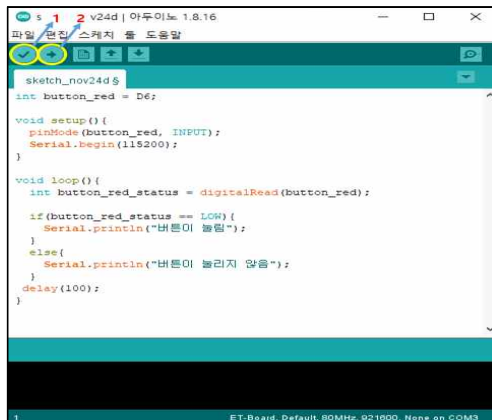 s 1 2 v24d | 아두이노 1.8.16
파일 편집 스케치 툴 도움말
sketch_nov24d §
int button_red = D6;
void setup(){
pinMode(button_red, INPUT);
Serial.begin(115200);
}
void loop(){
int button_red_status = digitalRead(button_red);
if(button_red_status == LOW){
Serial.println("버튼이 눌림");
}
else{
Serial.println("버튼이 눌리지 않음");
}
delay(100);
}
1 ET-Board, Default, 80MHz, 921600, None on COM3